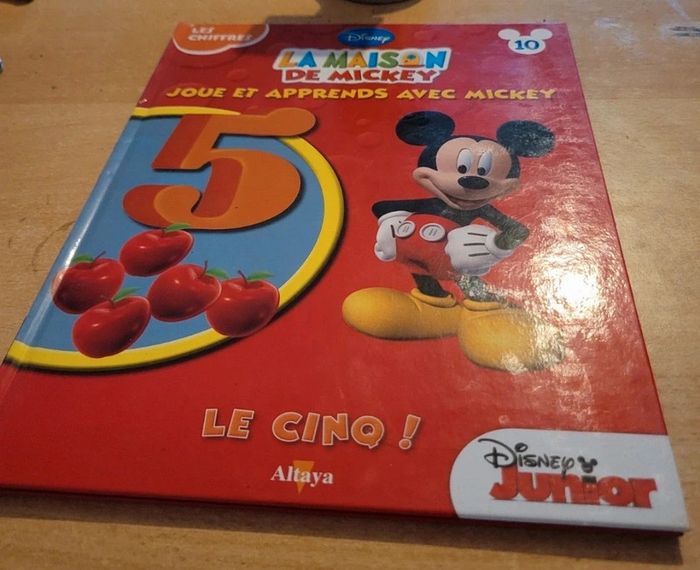 LES
CHIFFRES
Disney
10
LA MAISON
DE MICKEY
JOUE ET APPRENDS AVEC MICKEY
5
LE CINQ !
Altaya
Disney
Junior